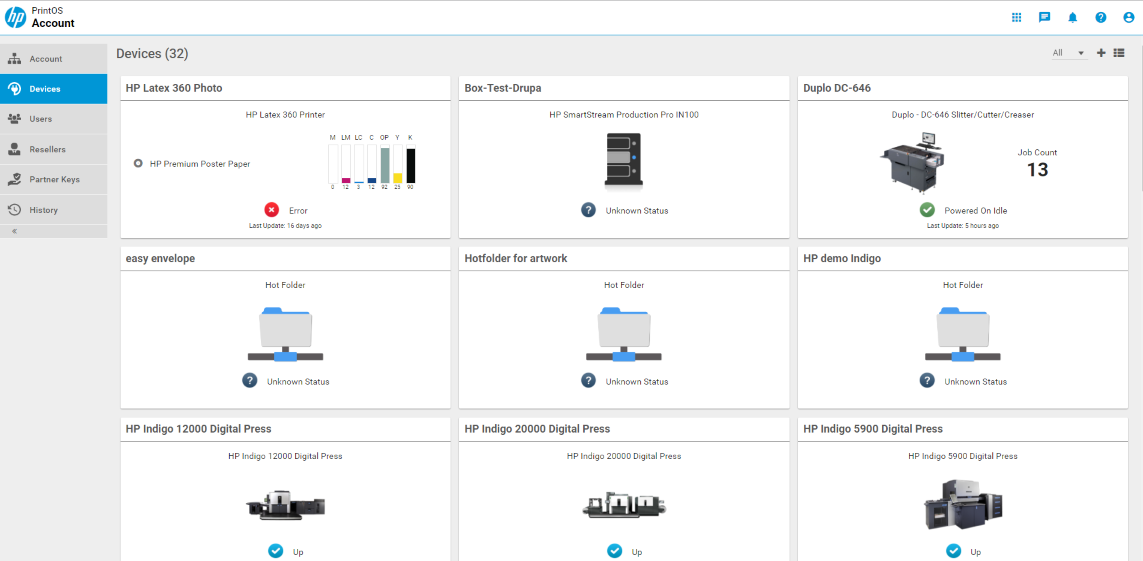 hp
PrintOS
Account
Account
Devices
Users
Resellers
Partner Keys
History
«
Devices (32)
All
HP Latex 360 Photo
HP Latex 360 Printer
M LM LC C OP Y K
HP Premium Poster Paper
0 12 3 12 92 25 90
Error
Last Update: 16 days ago
Box-Test-Drupa
HP SmartStream Production Pro IN100
? Unknown Status
Duplo DC-646
Duplo - DC-646 Slitter/Cutter/Creaser
Job Count
13
Powered On Idle
Last Update: 5 hours ago
easy envelope
Hot Folder
? Unknown Status
Hotfolder for artwork
Hot Folder
? Unknown Status
HP demo Indigo
Hot Folder
? Unknown Status
HP Indigo 12000 Digital Press
HP Indigo 12000 Digital Press
Up
HP Indigo 20000 Digital Press
HP Indigo 20000 Digital Press
Up
HP Indigo 5900 Digital Press
HP Indigo 5900 Digital Press
Up